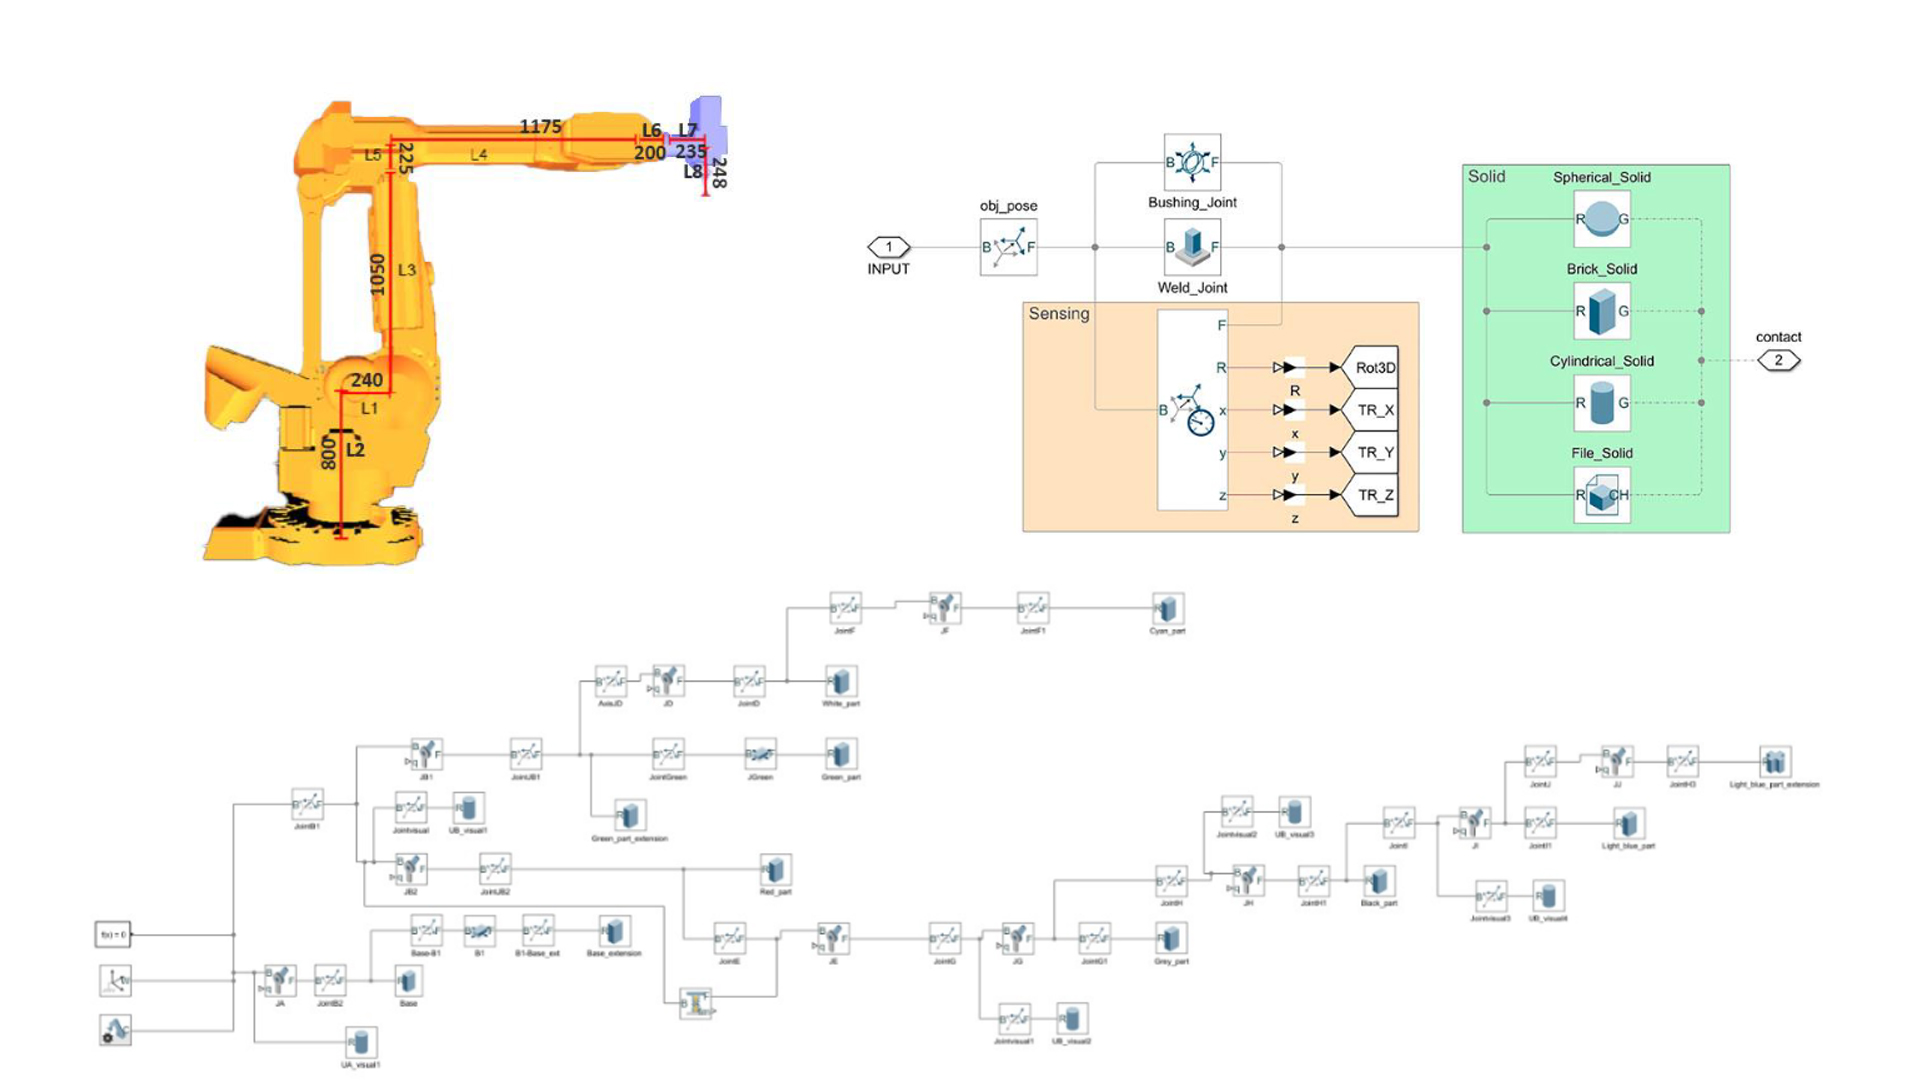 1175
L6 L7
L5 225 L4 200 235
L8 248
1050 L3
240
L1
800 L2
obj_pose
B F
1
INPUT
B F
Bushing_Joint
B F
Weld_Joint
Sensing
F
R
B x
y
z
R
x
y
z
Rot3D
TR_X
TR_Y
TR_Z
Solid
Spherical_Solid
R G
Brick_Solid
R G
Cylindrical_Solid
R G
File_Solid
R CH
contact
2
JointF
JF
JointF1
Cyan_part
AxisJD
JD
JointD
White_part
JB1
JointJB1
JointGreen
JGreen
Green_part
JointJ
JJ
JointH3
Light_blue_part_extension
JointB1
Jointvisual
UB_visual1
Green_part_extension
Jointvisual2
UB_visual3
JointI
JI
JointI1
Light_blue_part
JB2
JointJB2
Red_part
JointH
JH
JointH1
Black_part
Jointvisual3
UB_visual4
f(x) = 0
Base-B1
B1
B1-Base_ext
Base_extension
JointE
JE
JointG
JG
JointG1
Grey_part
JA
JointB2
Base
Jointvisual1
UB_visual2
UA_visual1